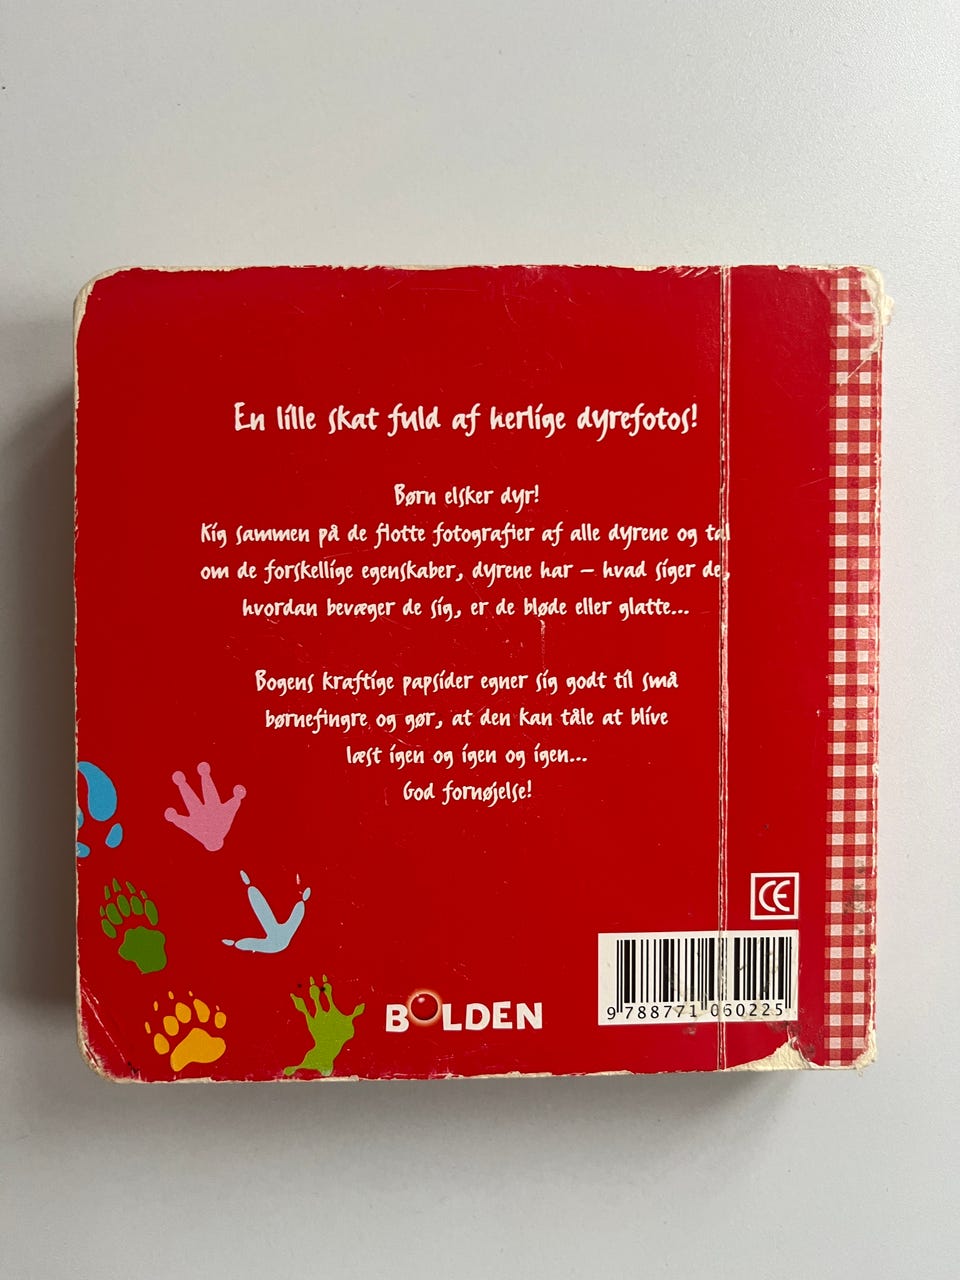 En lille skat fuld af herlige dyrefotos!
Børn elsker dyr!
Kig sammen på de flotte fotografier af alle dyrene og tal
om de forskellige egenskaber, dyrene har – hvad siger de,
hvordan bevæger de sig, er de bløde eller glatte...
Bogens kraftige papsider egner sig godt til små
børnefingre og gør, at den kan tåle at blive
læst igen og igen og igen...
God fornøjelse!
CE
BOLDEN
9 788771 060225